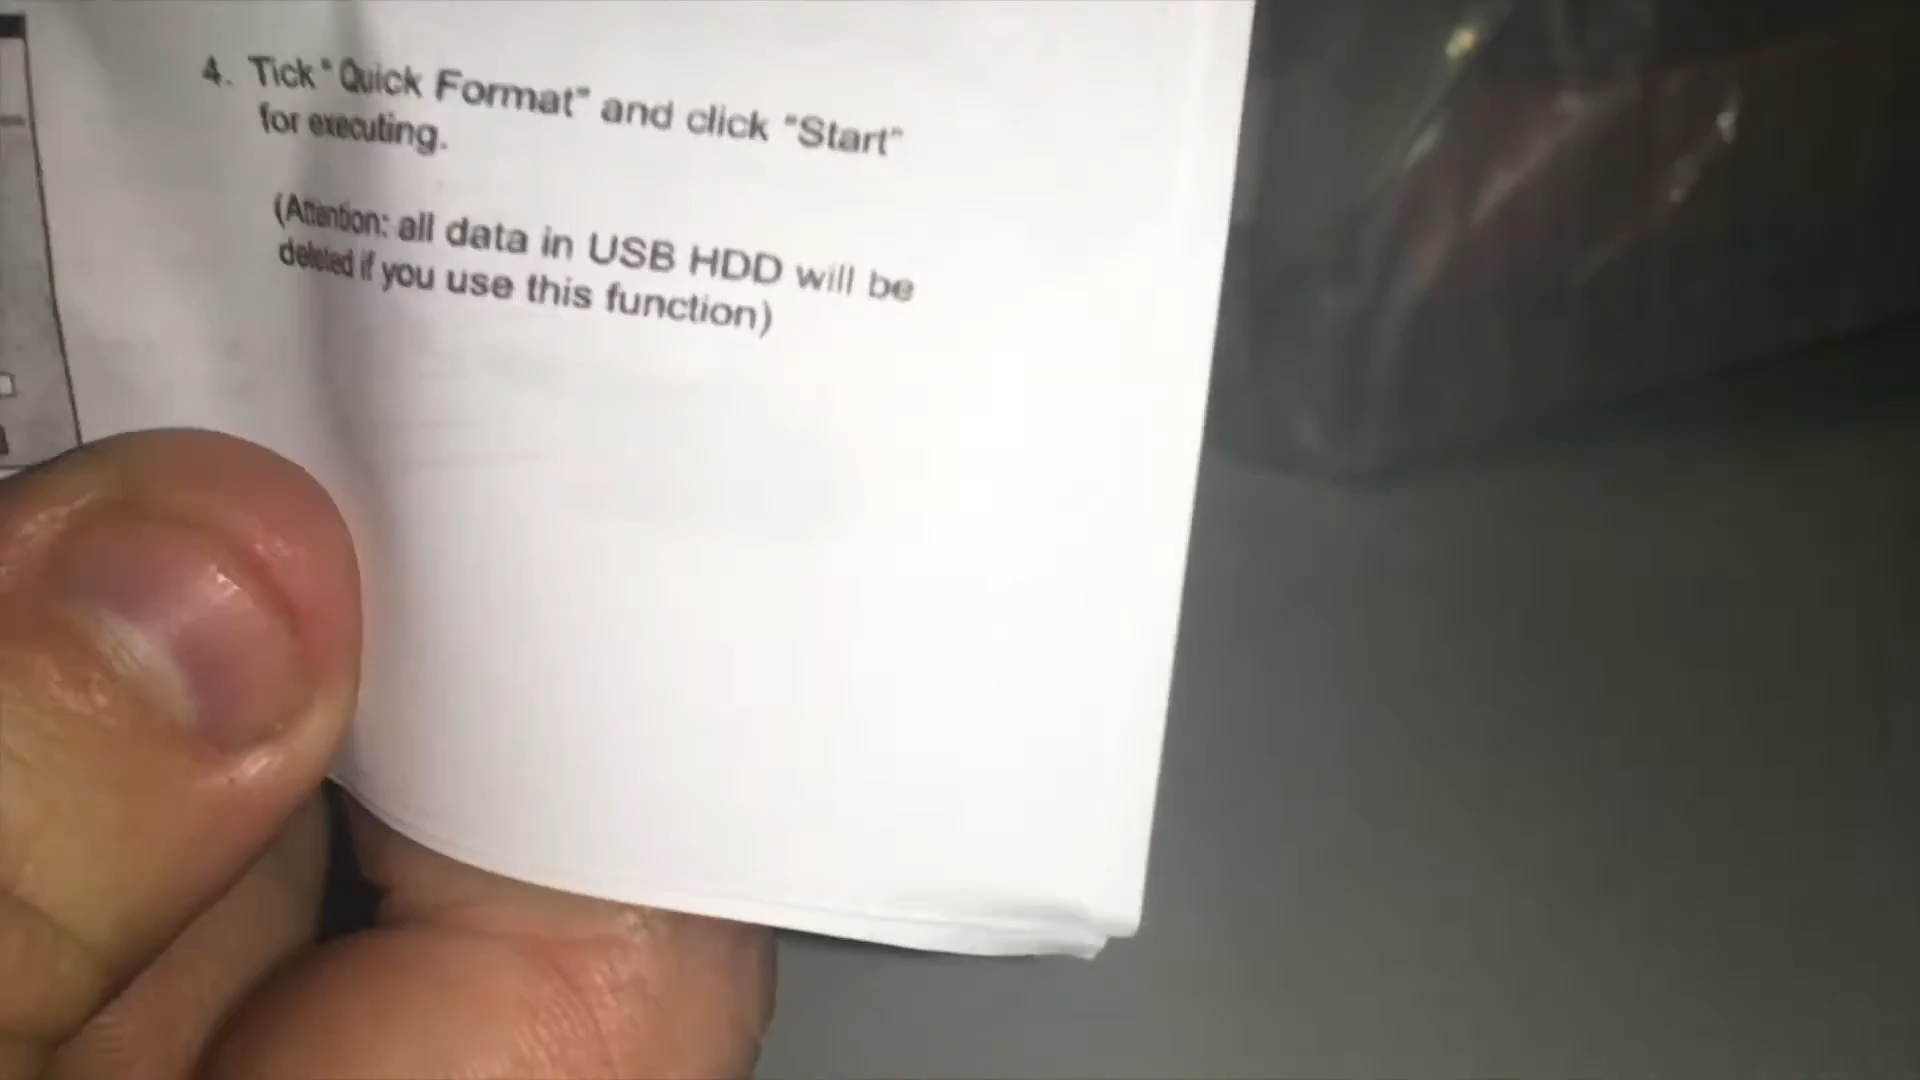 4. Tick "Quick Format" and click "Start"
for executing.
(Attention: all data in USB HDD will be
deleted if you use this function)